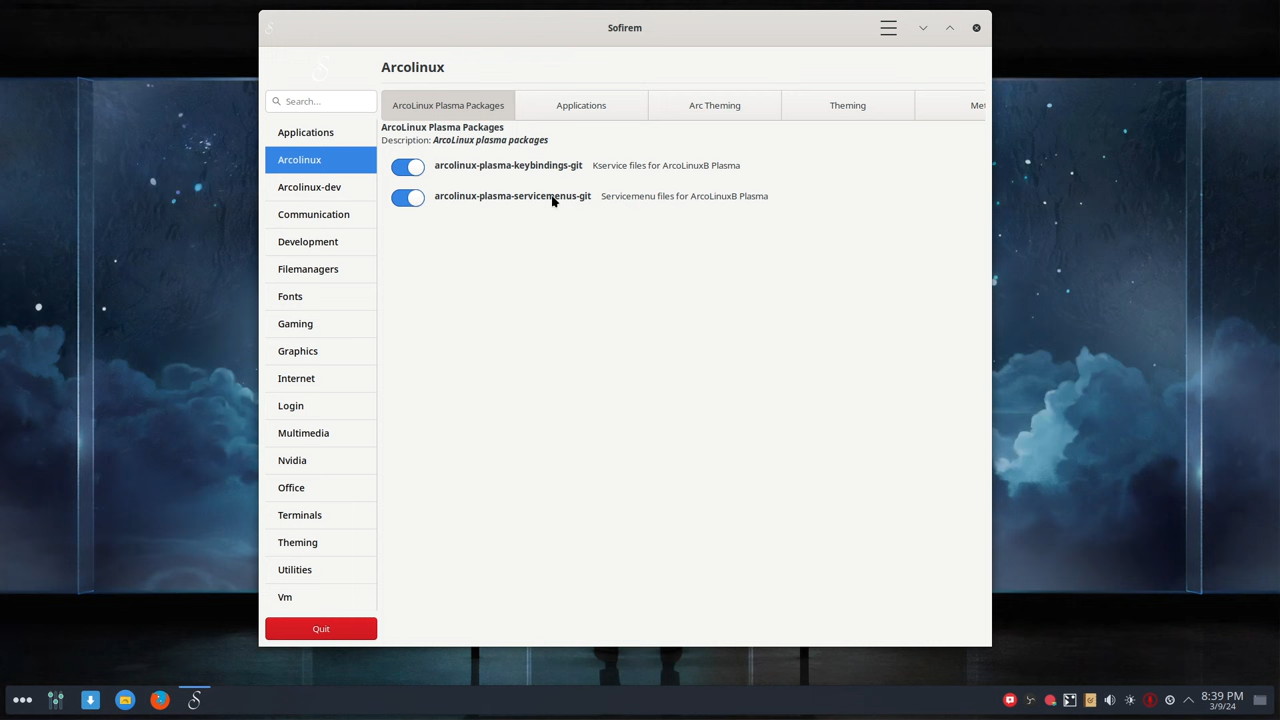 Sofirem
Arcolinux
Search...
ArcoLinux Plasma Packages
Applications
Arc Theming
Theming
Met
ArcoLinux Plasma Packages
Description: ArcoLinux plasma packages
arcolinux-plasma-keybindings-git Kservice files for ArcoLinuxB Plasma
arcolinux-plasma-servicemenus-git Servicemenu files for ArcoLinuxB Plasma
Applications
Arcolinux
Arcolinux-dev
Communication
Development
Filemanagers
Fonts
Gaming
Graphics
Internet
Login
Multimedia
Nvidia
Office
Terminals
Theming
Utilities
Vm
Quit
8:39 PM
3/9/24